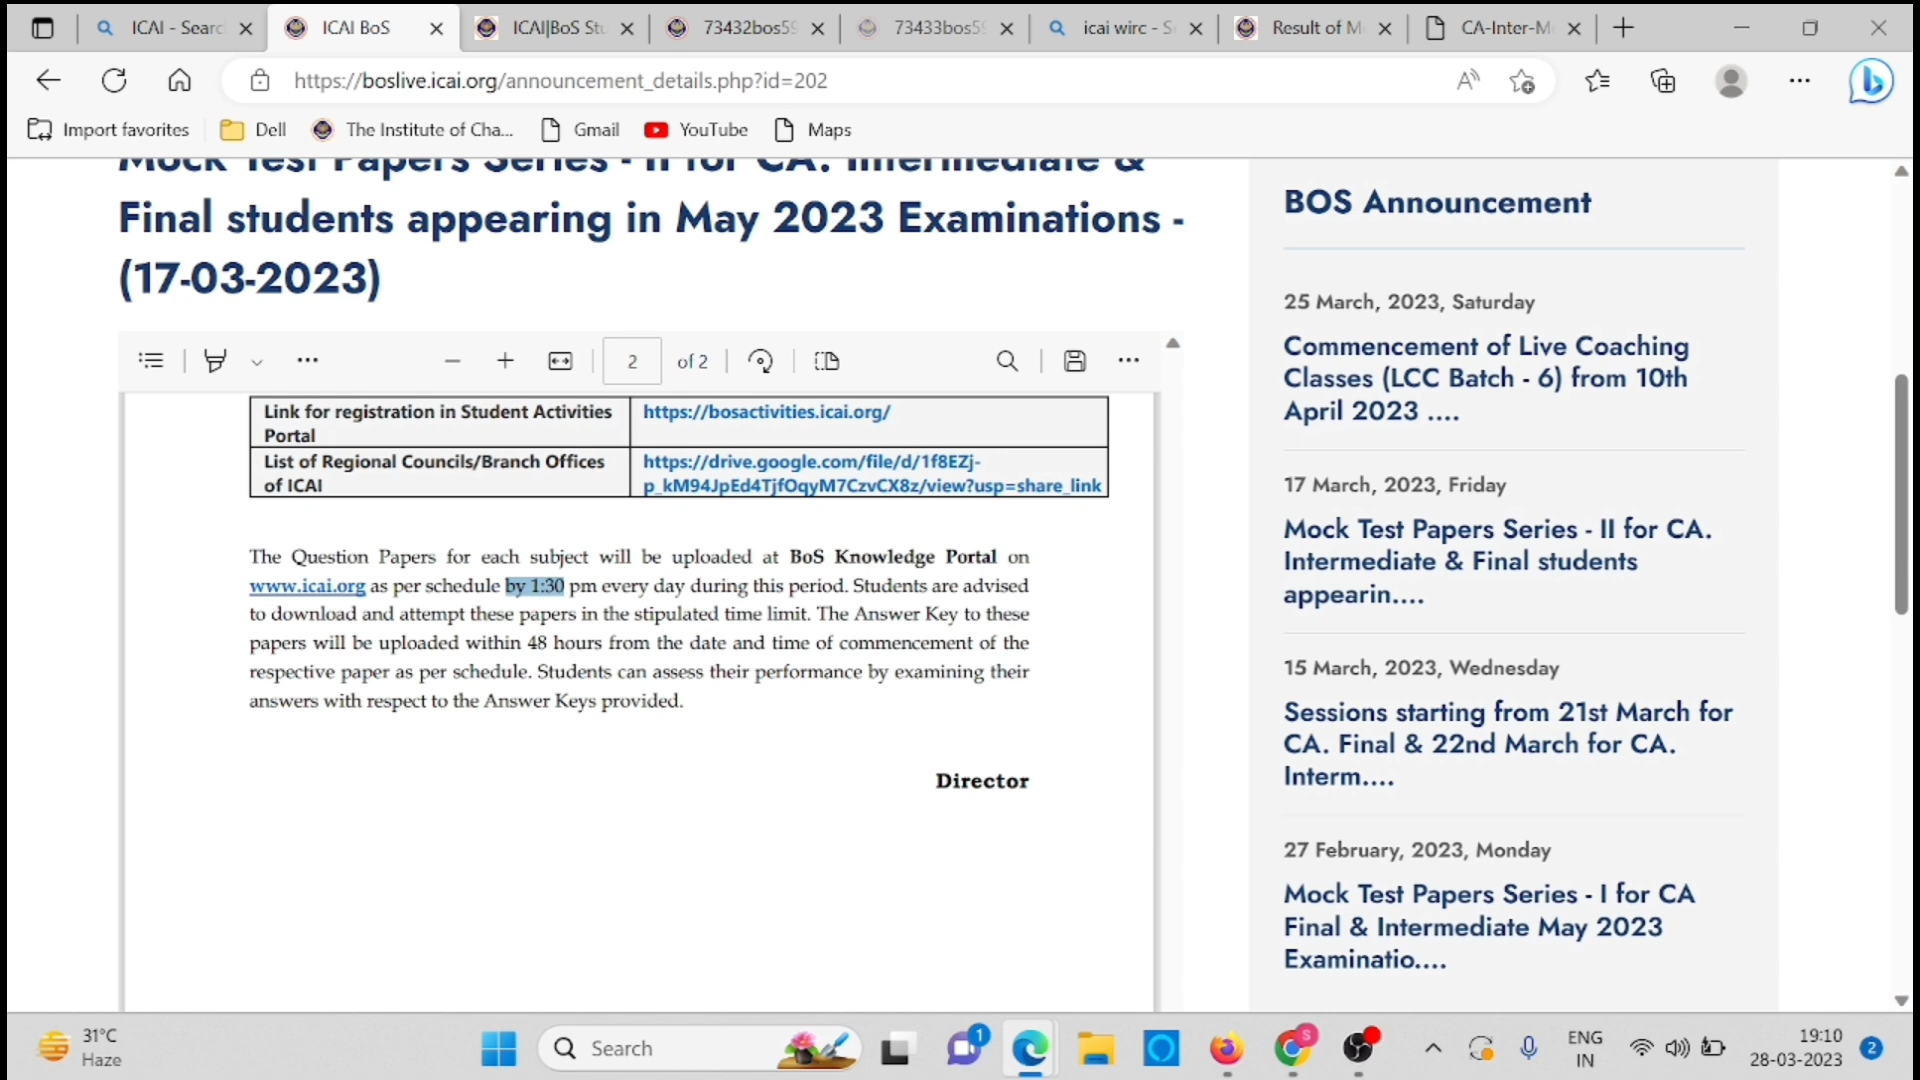 ICAI - Searc
ICAI BoS
ICAI|BoS Stu
73432bos59
73433bos59
icai wirc - S
Result of M
CA-Inter-M
https://boslive.icai.org/announcement_details.php?id=202
Import favorites
Dell
The Institute of Cha...
Gmail
YouTube
Maps
Mock Test Papers Series - II for CA. Intermediate &
Final students appearing in May 2023 Examinations -
(17-03-2023)
2 of 2
Link for registration in Student Activities
Portal
https://bosactivities.icai.org/
List of Regional Councils/Branch Offices
of ICAI
https://drive.google.com/file/d/1f8EZj-
p_kM94JpEd4TjfOqyM7CzvCX8z/view?usp=share_link
The Question Papers for each subject will be uploaded at BoS Knowledge Portal on
www.icai.org as per schedule by 1:30 pm every day during this period. Students are advised
to download and attempt these papers in the stipulated time limit. The Answer Key to these
papers will be uploaded within 48 hours from the date and time of commencement of the
respective paper as per schedule. Students can assess their performance by examining their
answers with respect to the Answer Keys provided.
Director
BOS Announcement
25 March, 2023, Saturday
Commencement of Live Coaching
Classes (LCC Batch - 6) from 10th
April 2023 ....
17 March, 2023, Friday
Mock Test Papers Series - II for CA.
Intermediate & Final students
appearin....
15 March, 2023, Wednesday
Sessions starting from 21st March for
CA. Final & 22nd March for CA.
Interm....
27 February, 2023, Monday
Mock Test Papers Series - I for CA
Final & Intermediate May 2023
Examinatio....
31°C
Haze
Search
1
S
ENG
IN
19:10
28-03-2023
2